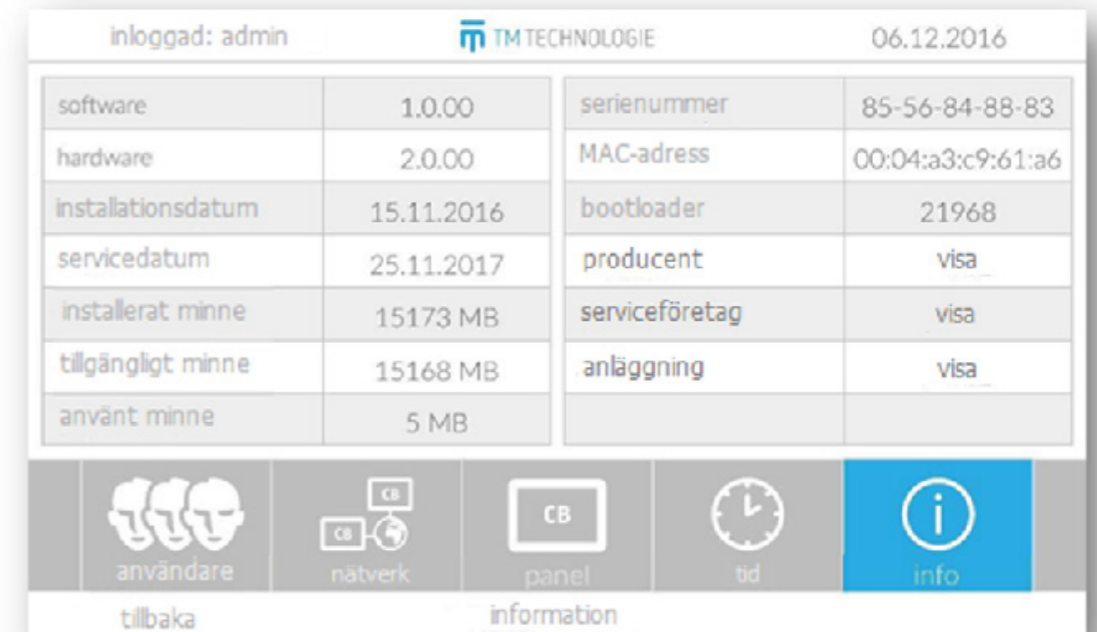 inloggad: admin TM TECHNOLOGIE 06.12.2016
software 1.0.00 serienummer 85-56-84-88-83
hardware 2.0.00 MAC-adress 00:04:a3:c9:61:a6
installationsdatum 15.11.2016 bootloader 21968
servicedatum 25.11.2017 producent visa
installerat minne 15173 MB serviceföretag visa
tillgängligt minne 15168 MB anläggning visa
använt minne 5 MB
CB
CB CB
användare nätverk panel tid info
tillbaka information